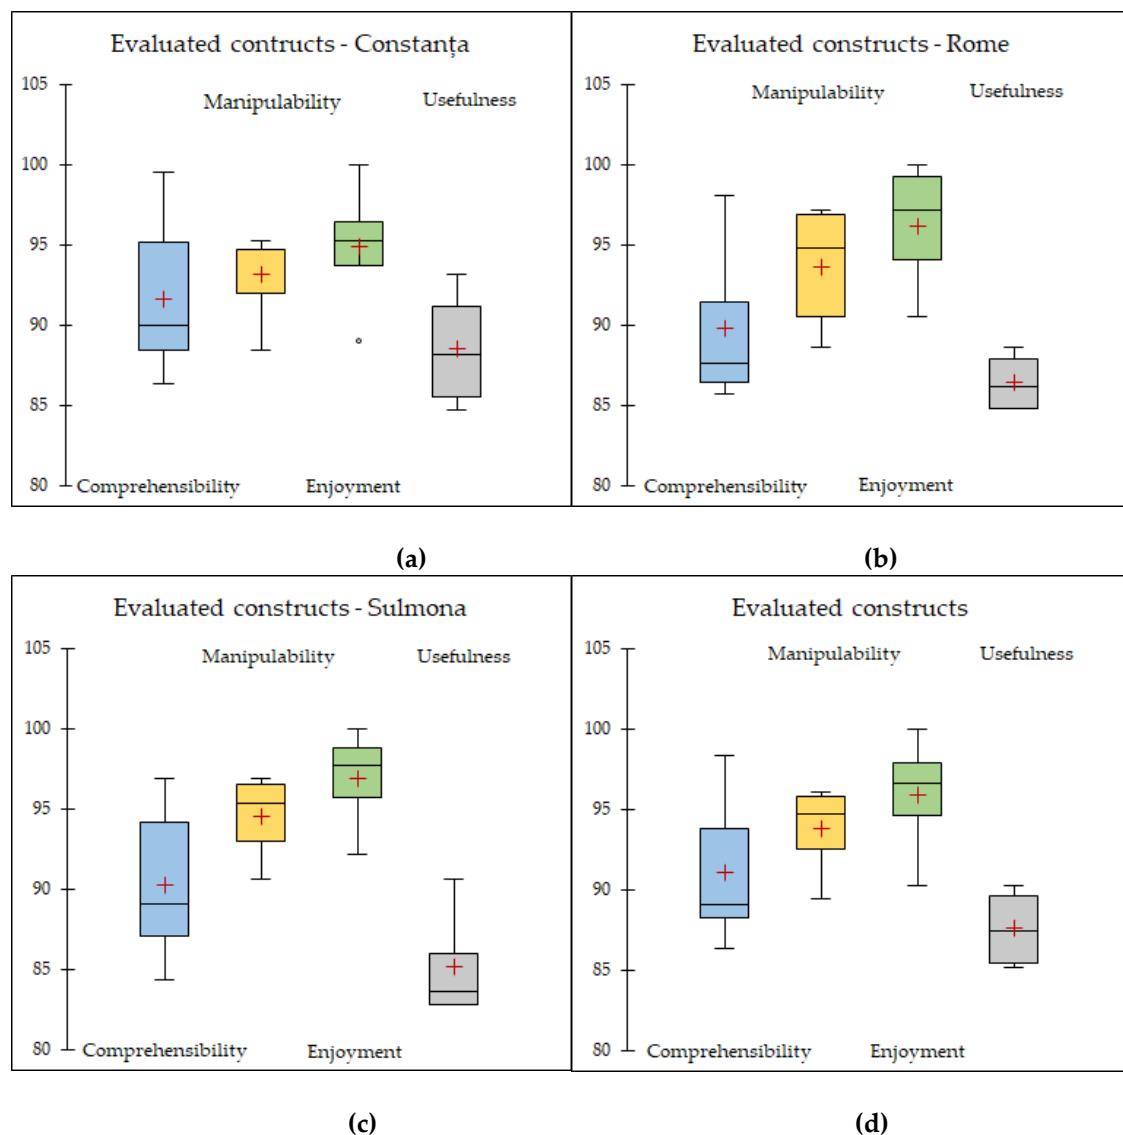 Evaluated contructs - Constanța
105
Manipulability
Usefulness
100
95
90
85
80
Comprehensibility
Enjoyment
(a)
Evaluated constructs - Rome
105
Manipulability
Usefulness
100
95
90
85
80
Comprehensibility
Enjoyment
(b)
Evaluated constructs - Sulmona
105
Manipulability
Usefulness
100
95
90
85
80
Comprehensibility
Enjoyment
(c)
Evaluated constructs
105
Manipulability
Usefulness
100
95
90
85
80
Comprehensibility
Enjoyment
(d)